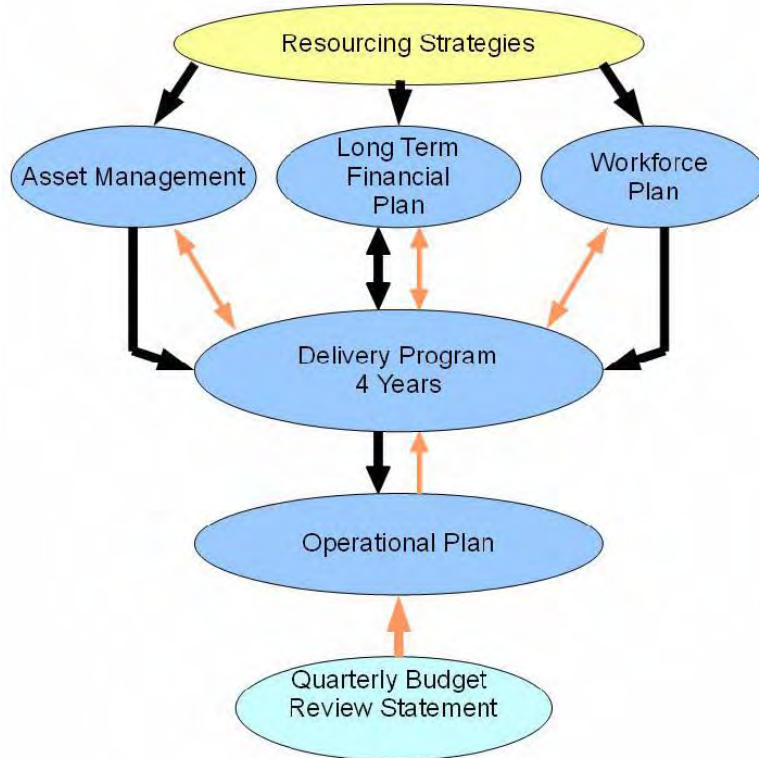 Resourcing Strategies
Asset Management
Long Term
Financial
Plan
Workforce
Plan
Delivery Program
4 Years
Operational Plan
Quarterly Budget
Review Statement